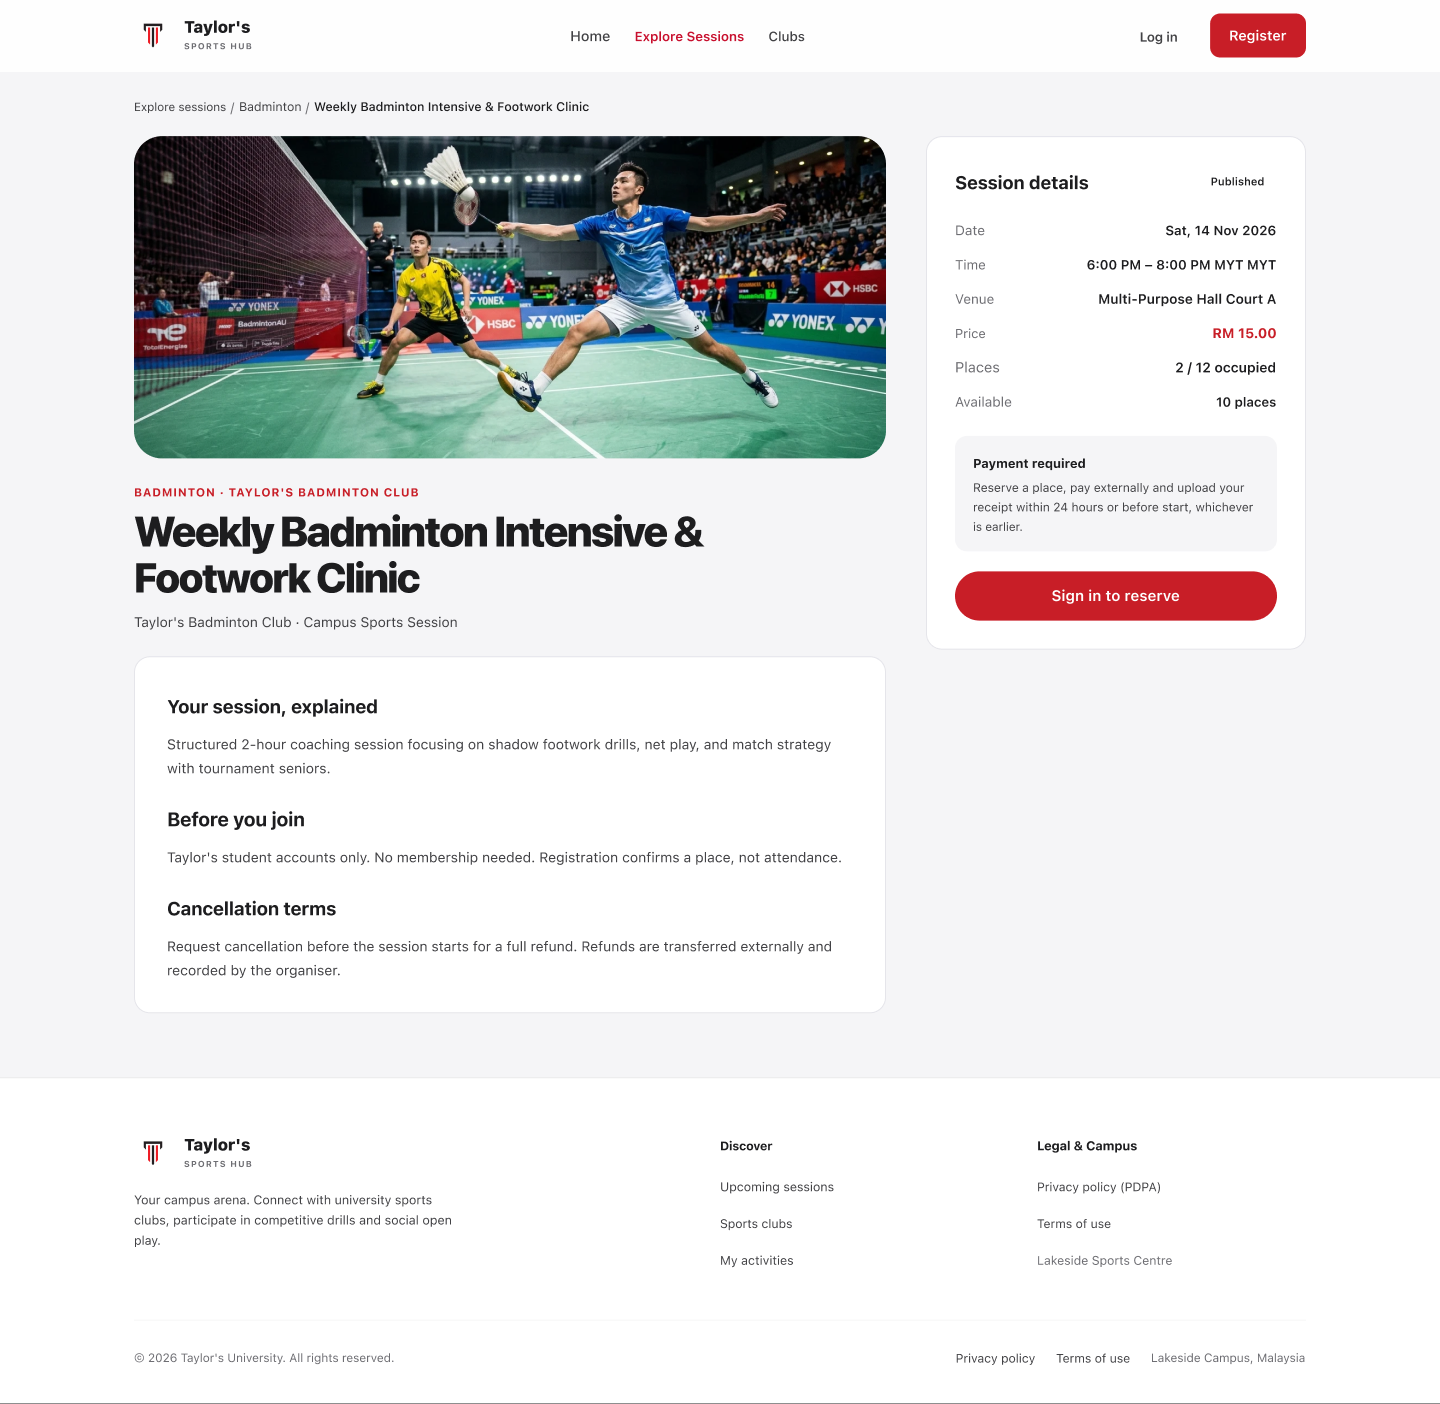 Taylor's
SPORTS HUB
Home
Explore Sessions
Clubs
Log in
Register
Explore sessions / Badminton / Weekly Badminton Intensive & Footwork Clinic
YONEX
BadmintonAU
TotalEnergies
YONEX
HSBC
YONEX
HSBC
YONEX
BADMINTON · TAYLOR'S BADMINTON CLUB
Weekly Badminton Intensive &
Footwork Clinic
Taylor's Badminton Club · Campus Sports Session
Your session, explained
Structured 2-hour coaching session focusing on shadow footwork drills, net play, and match strategy
with tournament seniors.
Before you join
Taylor's student accounts only. No membership needed. Registration confirms a place, not attendance.
Cancellation terms
Request cancellation before the session starts for a full refund. Refunds are transferred externally and
recorded by the organiser.
Session details
Published
Date
Sat, 14 Nov 2026
Time
6:00 PM – 8:00 PM MYT MYT
Venue
Multi-Purpose Hall Court A
Price
RM 15.00
Places
2 / 12 occupied
Available
10 places
Payment required
Reserve a place, pay externally and upload your
receipt within 24 hours or before start, whichever
is earlier.
Sign in to reserve
Taylor's
SPORTS HUB
Your campus arena. Connect with university sports
clubs, participate in competitive drills and social open
play.
Discover
Upcoming sessions
Sports clubs
My activities
Legal & Campus
Privacy policy (PDPA)
Terms of use
Lakeside Sports Centre
© 2026 Taylor's University. All rights reserved.
Privacy policy
Terms of use
Lakeside Campus, Malaysia